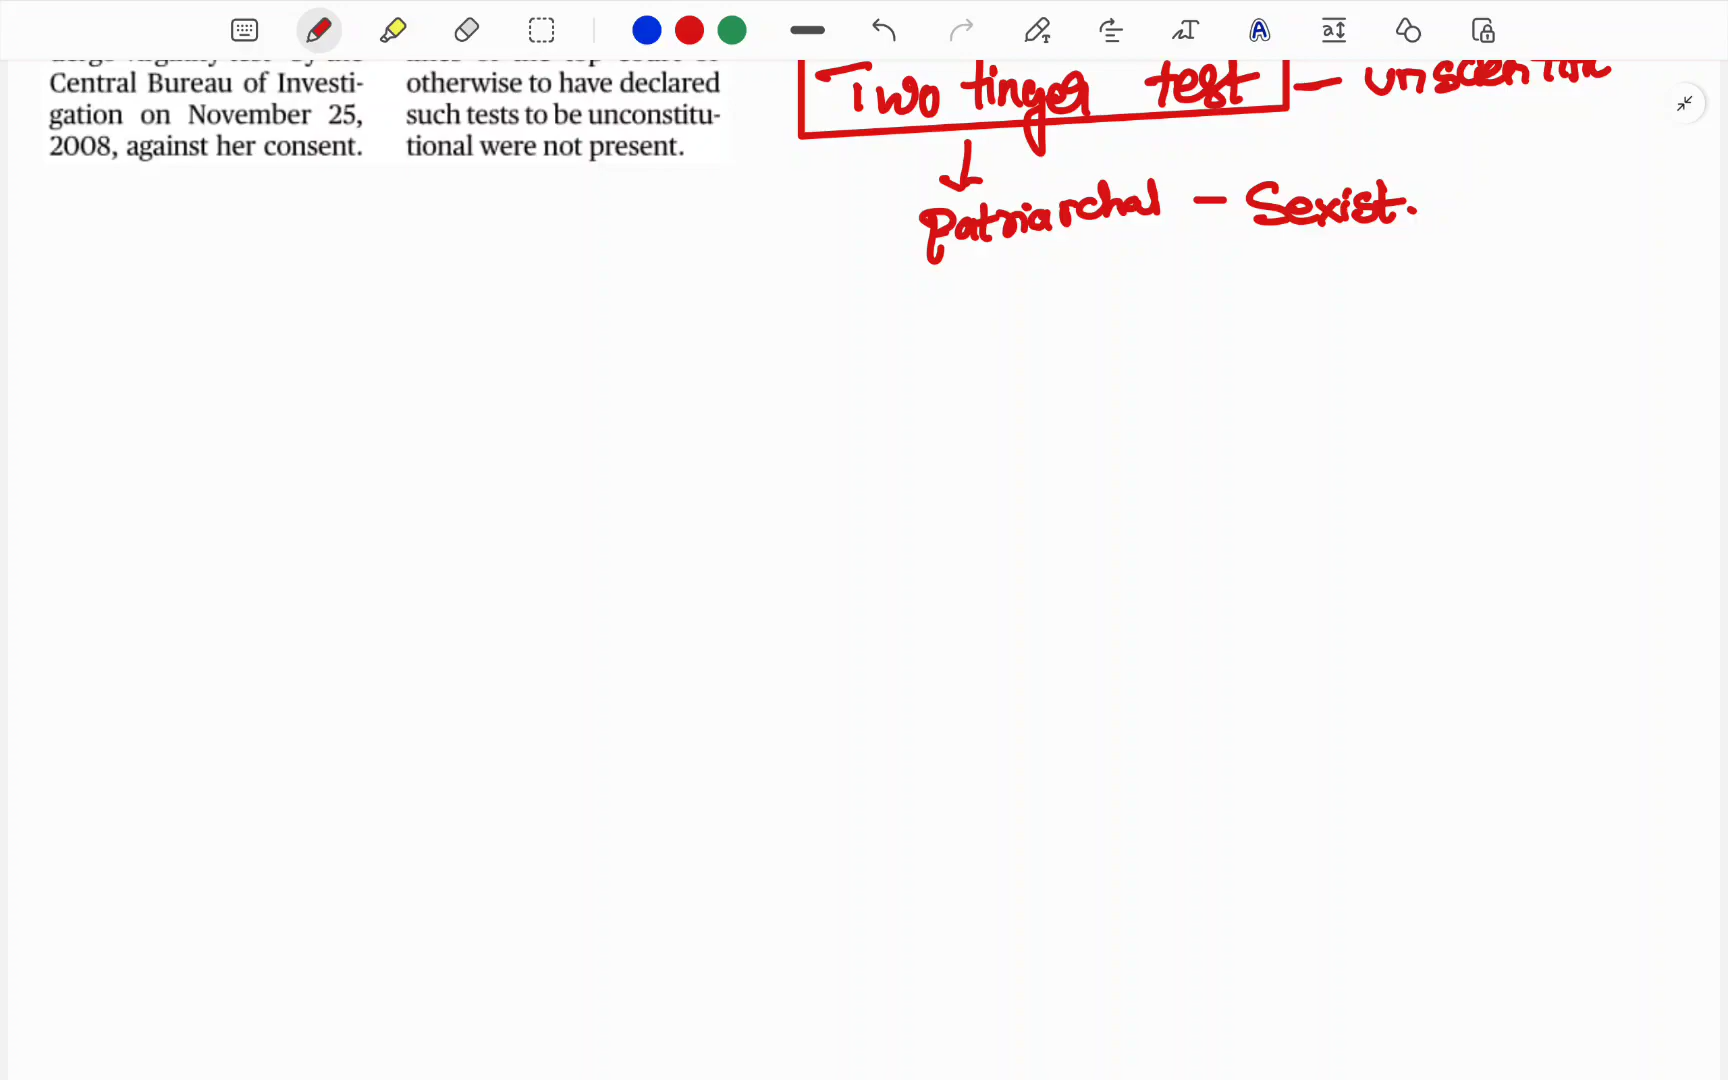 Central Bureau of Investi-
gation on November 25,
2008, against her consent.
otherwise to have declared
such tests to be unconstitu-
tional were not present.
Two finger test — unscientific
patriarchal — Sexist.